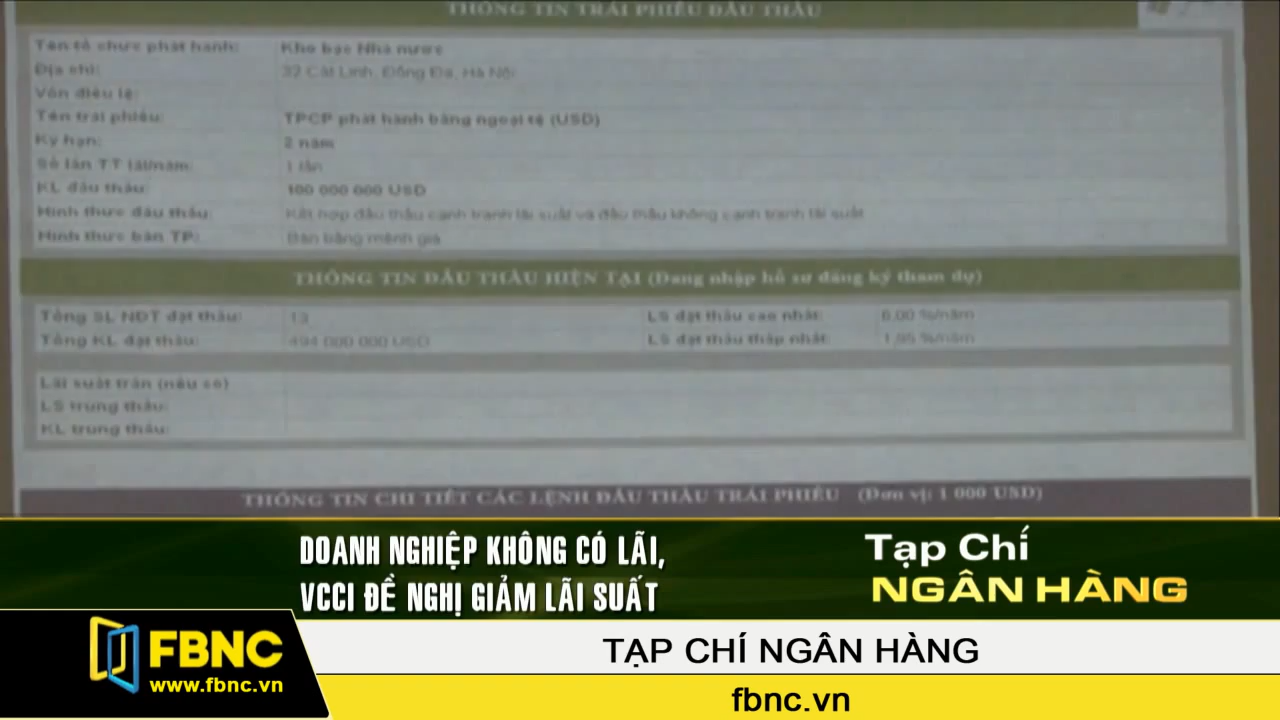 THÔNG TIN TRÁI PHIẾU ĐẤU THẦU
Tên tổ chức phát hành: Kho bạc Nhà nước
Địa chỉ: 32 Cát Linh, Đống Đa, Hà Nội
Vốn điều lệ:
Tên trái phiếu: TPCP phát hành bằng ngoại tệ (USD)
Kỳ hạn: 2 năm
Số lần TT lãi/năm: 1 lần
KL đấu thầu: 100 000 000 USD
Hình thức đấu thầu: Kết hợp đấu thầu cạnh tranh lãi suất và đấu thầu không cạnh tranh lãi suất
Hình thức bán TP: Bán bằng mệnh giá
THÔNG TIN ĐẤU THẦU HIỆN TẠI (Đang nhập hồ sơ đăng ký tham dự)
Tổng SL NĐT đặt thầu: 13 LS đặt thầu cao nhất: 6,00 %/năm
Tổng KL đặt thầu: 494 000 000 USD LS đặt thầu thấp nhất: 1,95 %/năm
Lãi suất trần (nếu có)
LS trúng thầu:
KL trúng thầu:
THÔNG TIN CHI TIẾT CÁC LỆNH ĐẤU THẦU TRÁI PHIẾU (Đơn vị: 1 000 USD)
DOANH NGHIỆP KHÔNG CÓ LÃI,
VCCI ĐỀ NGHỊ GIẢM LÃI SUẤT
Tạp Chí
NGÂN HÀNG
FBNC
www.fbnc.vn
TẠP CHÍ NGÂN HÀNG
fbnc.vn